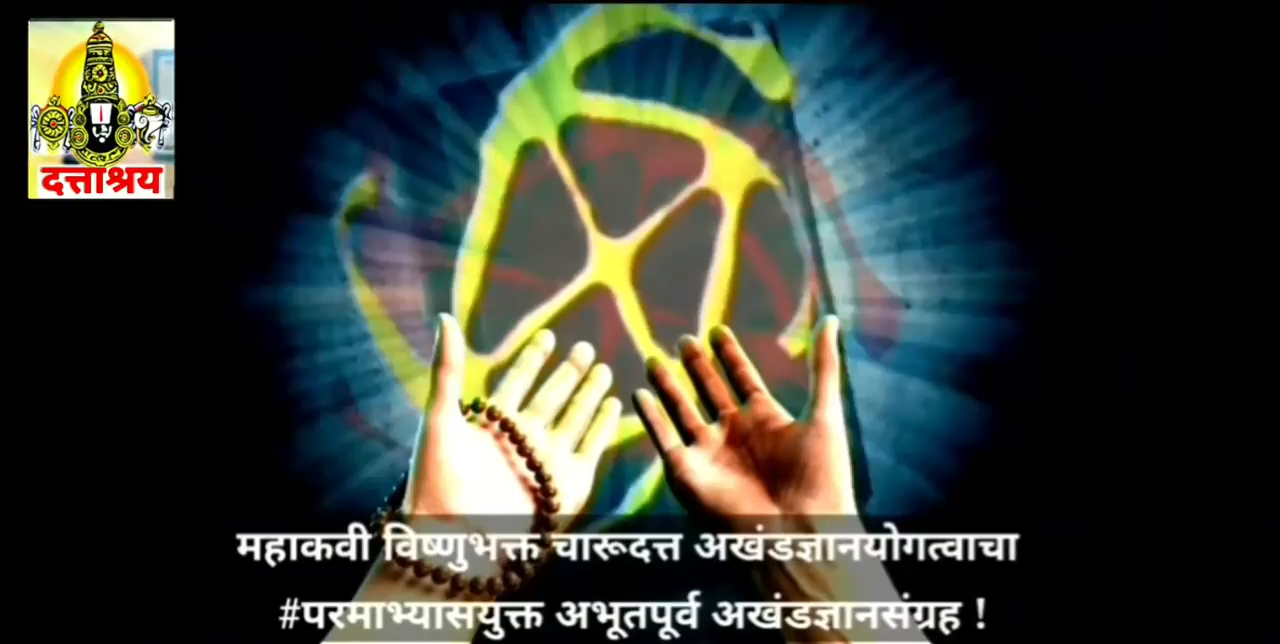 दत्ताश्रय
महाकवी विष्णुभक्त चारूदत्त अखंडज्ञानयोगत्वाचा
#परमाभ्यासयुक्त अभूतपूर्व अखंडज्ञानसंग्रह !